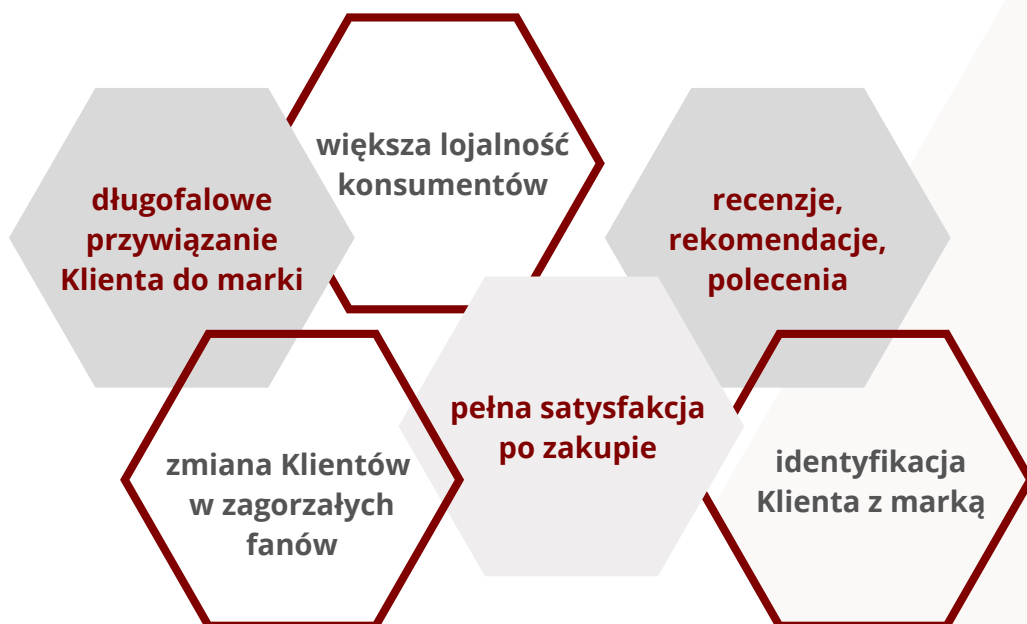 większa lojalność
konsumentów
długofalowe
przywiązanie
Klienta do marki
recenzje,
rekomendacje,
polecenia
pełna satysfakcja
po zakupie
zmiana Klientów
w zagorzałych
fanów
identyfikacja
Klienta z marką